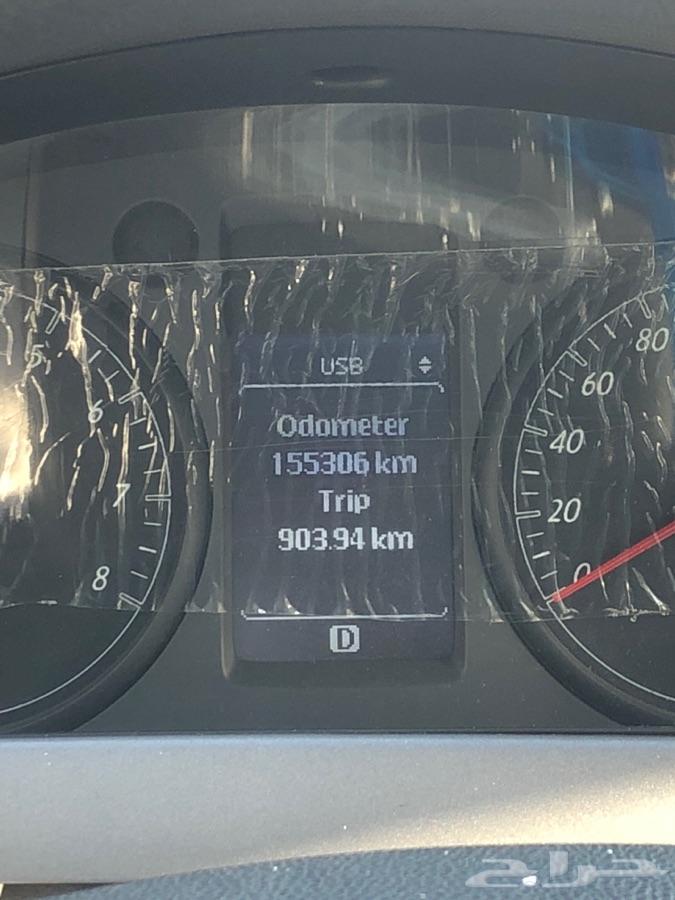 USB
Odometer
155306 km
Trip
903.94 km
D
5
6
7
8
80
60
40
20
0
حراج